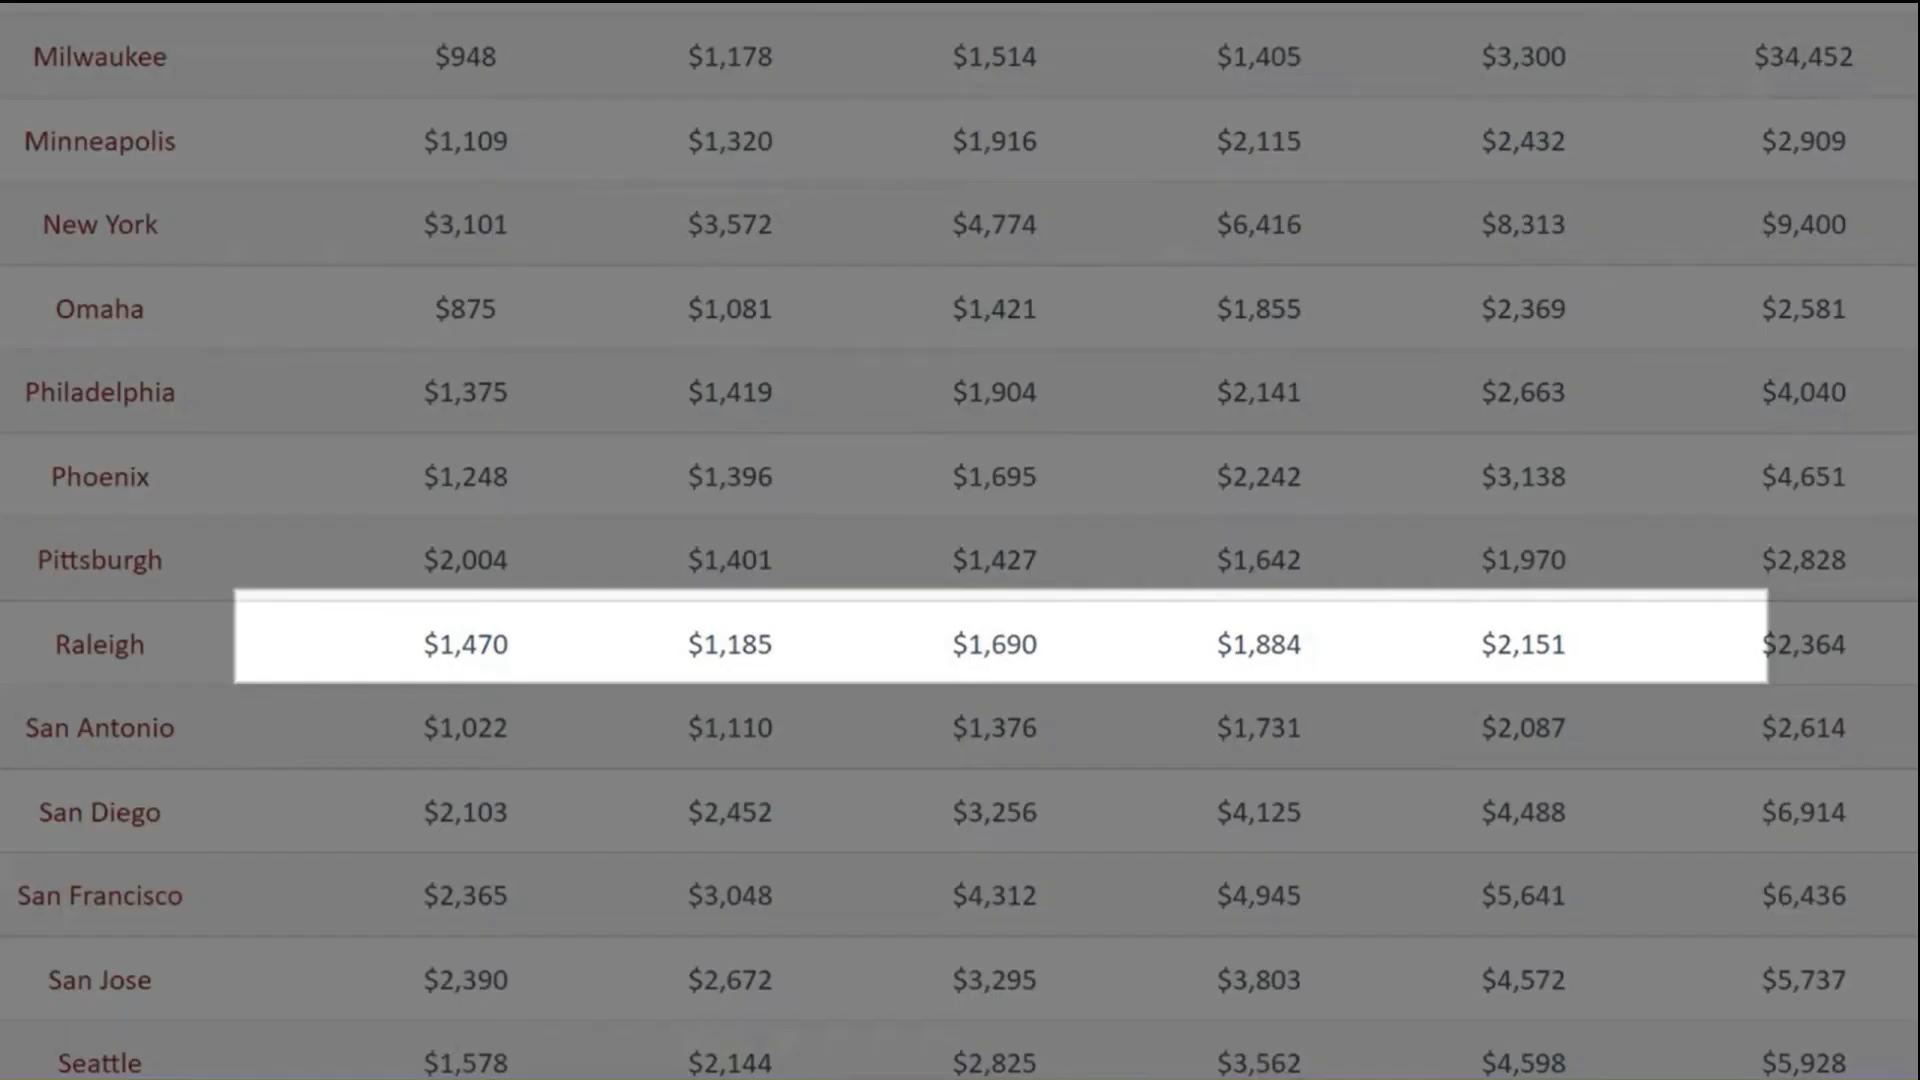 Milwaukee $948 $1,178 $1,514 $1,405 $3,300 $34,452
Minneapolis $1,109 $1,320 $1,916 $2,115 $2,432 $2,909
New York $3,101 $3,572 $4,774 $6,416 $8,313 $9,400
Omaha $875 $1,081 $1,421 $1,855 $2,369 $2,581
Philadelphia $1,375 $1,419 $1,904 $2,141 $2,663 $4,040
Phoenix $1,248 $1,396 $1,695 $2,242 $3,138 $4,651
Pittsburgh $2,004 $1,401 $1,427 $1,642 $1,970 $2,828
Raleigh $1,470 $1,185 $1,690 $1,884 $2,151 $2,364
San Antonio $1,022 $1,110 $1,376 $1,731 $2,087 $2,614
San Diego $2,103 $2,452 $3,256 $4,125 $4,488 $6,914
San Francisco $2,365 $3,048 $4,312 $4,945 $5,641 $6,436
San Jose $2,390 $2,672 $3,295 $3,803 $4,572 $5,737
Seattle $1,578 $2,144 $2,825 $3,562 $4,598 $5,928